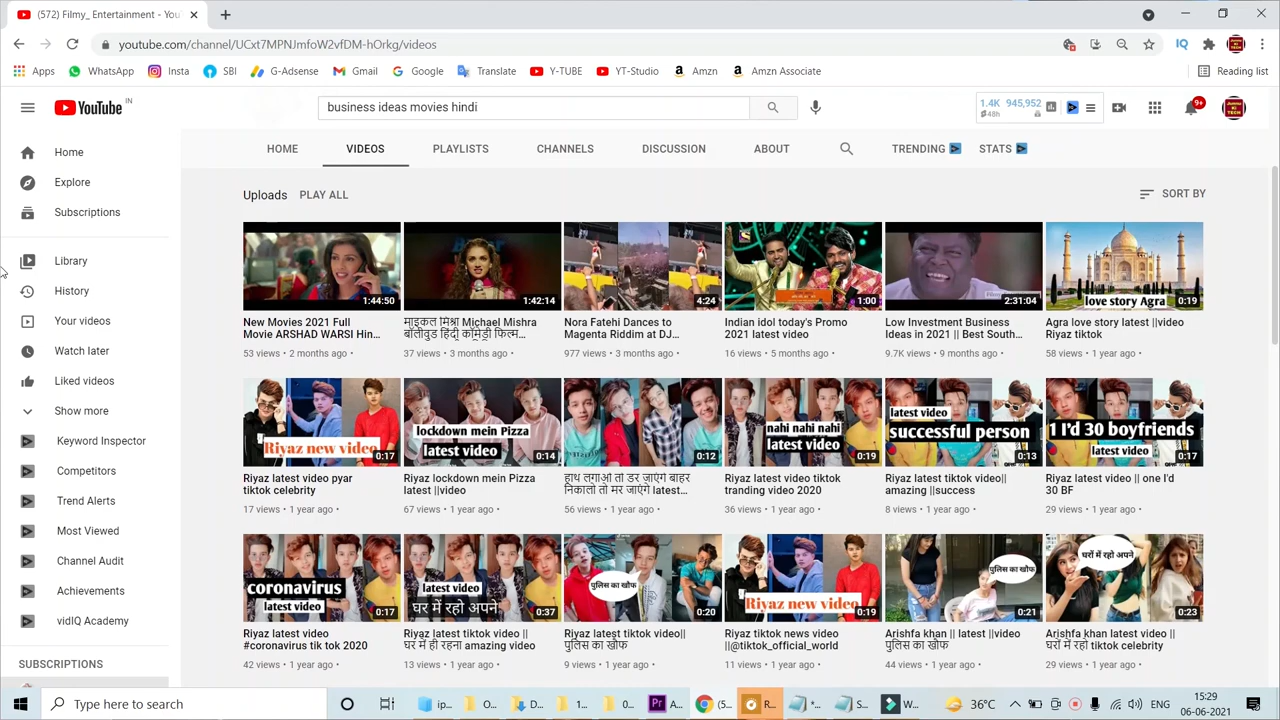 (572) Filmy_ Entertainment - You
youtube.com/channel/UCxt7MPNJmfoW2vfDM-hOrkg/videos
Apps WhatsApp Insta SBI G-Adsense Gmail Google Translate Y-TUBE YT-Studio Amzn Amzn Associate Reading list
YouTube IN
business ideas movies hindi
1.4K 945,952
48h
9+
HOME VIDEOS PLAYLISTS CHANNELS DISCUSSION ABOUT TRENDING STATS
Home
Explore
Subscriptions
Library
History
Your videos
Watch later
Liked videos
Show more
Keyword Inspector
Competitors
Trend Alerts
Most Viewed
Channel Audit
Achievements
vidIQ Academy
SUBSCRIPTIONS
Uploads PLAY ALL SORT BY
1:44:50
New Movies 2021 Full
Movie ARSHAD WARSI Hin...
53 views • 2 months ago •
1:42:14
माइकल मिश्रा Michael Mishra
बॉलीवुड हिंदी कॉमेडी फिल्म...
37 views • 3 months ago •
4:24
Nora Fatehi Dances to
Magenta Riddim at DJ...
977 views • 3 months ago •
1:00
Indian idol today's Promo
2021 latest video
16 views • 5 months ago •
2:31:04
Low Investment Business
Ideas in 2021 || Best South...
9.7K views • 9 months ago •
love story Agra
0:19
Agra love story latest ||video
Riyaz tiktok
58 views • 1 year ago •
Riyaz new video
0:17
Riyaz latest video pyar
tiktok celebrity
17 views • 1 year ago •
lockdown mein Pizza
latest video
0:14
Riyaz lockdown mein Pizza
latest ||video
67 views • 1 year ago •
0:12
हाथ लगाओ तो डर जाएंगे बाहर
निकालो तो मर जाएंगे latest...
56 views • 1 year ago •
nahi nahi nahi
latest video
0:19
Riyaz latest video tiktok
tranding video 2020
36 views • 1 year ago •
latest video
successful person
0:13
Riyaz latest tiktok video||
amazing ||success
8 views • 1 year ago •
1 I'd 30 boyfriends
latest video
0:17
Riyaz latest video || one I'd
30 BF
29 views • 1 year ago •
coronavirus
latest video
0:17
Riyaz latest video
#coronavirus tik tok 2020
42 views • 1 year ago •
latest video
घर में रहो अपने
0:37
Riyaz latest tiktok video ||
घर में ही रहना amazing video
13 views • 1 year ago •
पुलिस का खौफ
0:20
Riyaz latest tiktok video||
पुलिस का खौफ
9 views • 1 year ago •
Riyaz new video
0:19
Riyaz tiktok news video
||@tiktok_official_world
29 views • 1 year ago •
पुलिस का खौफ
0:21
Arishfa khan || latest ||video
पुलिस का खौफ
44 views • 1 year ago •
घरों में रहो अपने
0:23
Arishfa khan latest video ||
घरों में रहो tiktok celebrity
29 views • 1 year ago •
Type here to search
36°C
ENG
15:29
06-06-2021